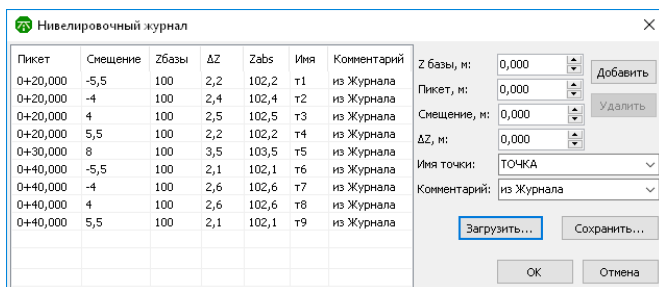 Нивелировочный журнал
Пикет Смещение Zбазы ΔZ Zabs Имя Комментарий
0+20,000 -5,5 100 2,2 102,2 т1 из Журнала
0+20,000 -4 100 2,4 102,4 т2 из Журнала
0+20,000 4 100 2,5 102,5 т3 из Журнала
0+20,000 5,5 100 2,2 102,2 т4 из Журнала
0+30,000 8 100 3,5 103,5 т5 из Журнала
0+40,000 -5,5 100 2,1 102,1 т6 из Журнала
0+40,000 -4 100 2,6 102,6 т7 из Журнала
0+40,000 4 100 2,6 102,6 т8 из Журнала
0+40,000 5,5 100 2,1 102,1 т9 из Журнала
Z базы, м: 0,000 Добавить
Пикет, м: 0,000
Смещение, м: 0,000 Удалить
ΔZ, м: 0,000
Имя точки: ТОЧКА
Комментарий: из Журнала
Загрузить... Сохранить...
OK Отмена